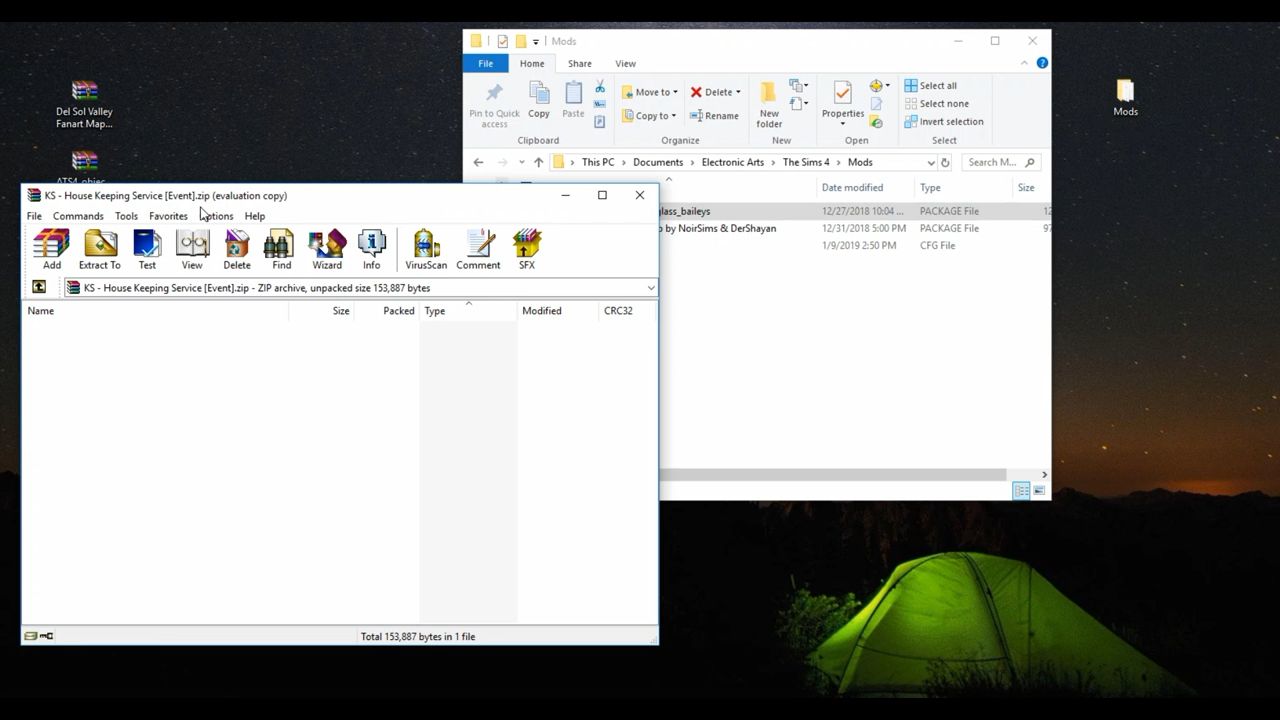 Del Sol Valley
Fanart Map...
Mods
File
Home
Share
View
Pin to Quick
access
Copy
Paste
Move to
Copy to
Delete
Rename
New
folder
Properties
Select all
Select none
Invert selection
Clipboard
Organize
New
Open
Select
This PC
Documents
Electronic Arts
The Sims 4
Mods
Search M...
Date modified
Type
Size
glass_baileys
12/27/2018 10:04 ...
PACKAGE File
12
by NoirSims & DerShayan
12/31/2018 5:00 PM
PACKAGE File
97
1/9/2019 2:50 PM
CFG File
Mods
KS - House Keeping Service [Event].zip (evaluation copy)
File
Commands
Tools
Favorites
Options
Help
Add
Extract To
Test
View
Delete
Find
Wizard
Info
VirusScan
Comment
SFX
KS - House Keeping Service [Event].zip - ZIP archive, unpacked size 153,887 bytes
Name
Size
Packed
Type
Modified
CRC32
Total 153,887 bytes in 1 file